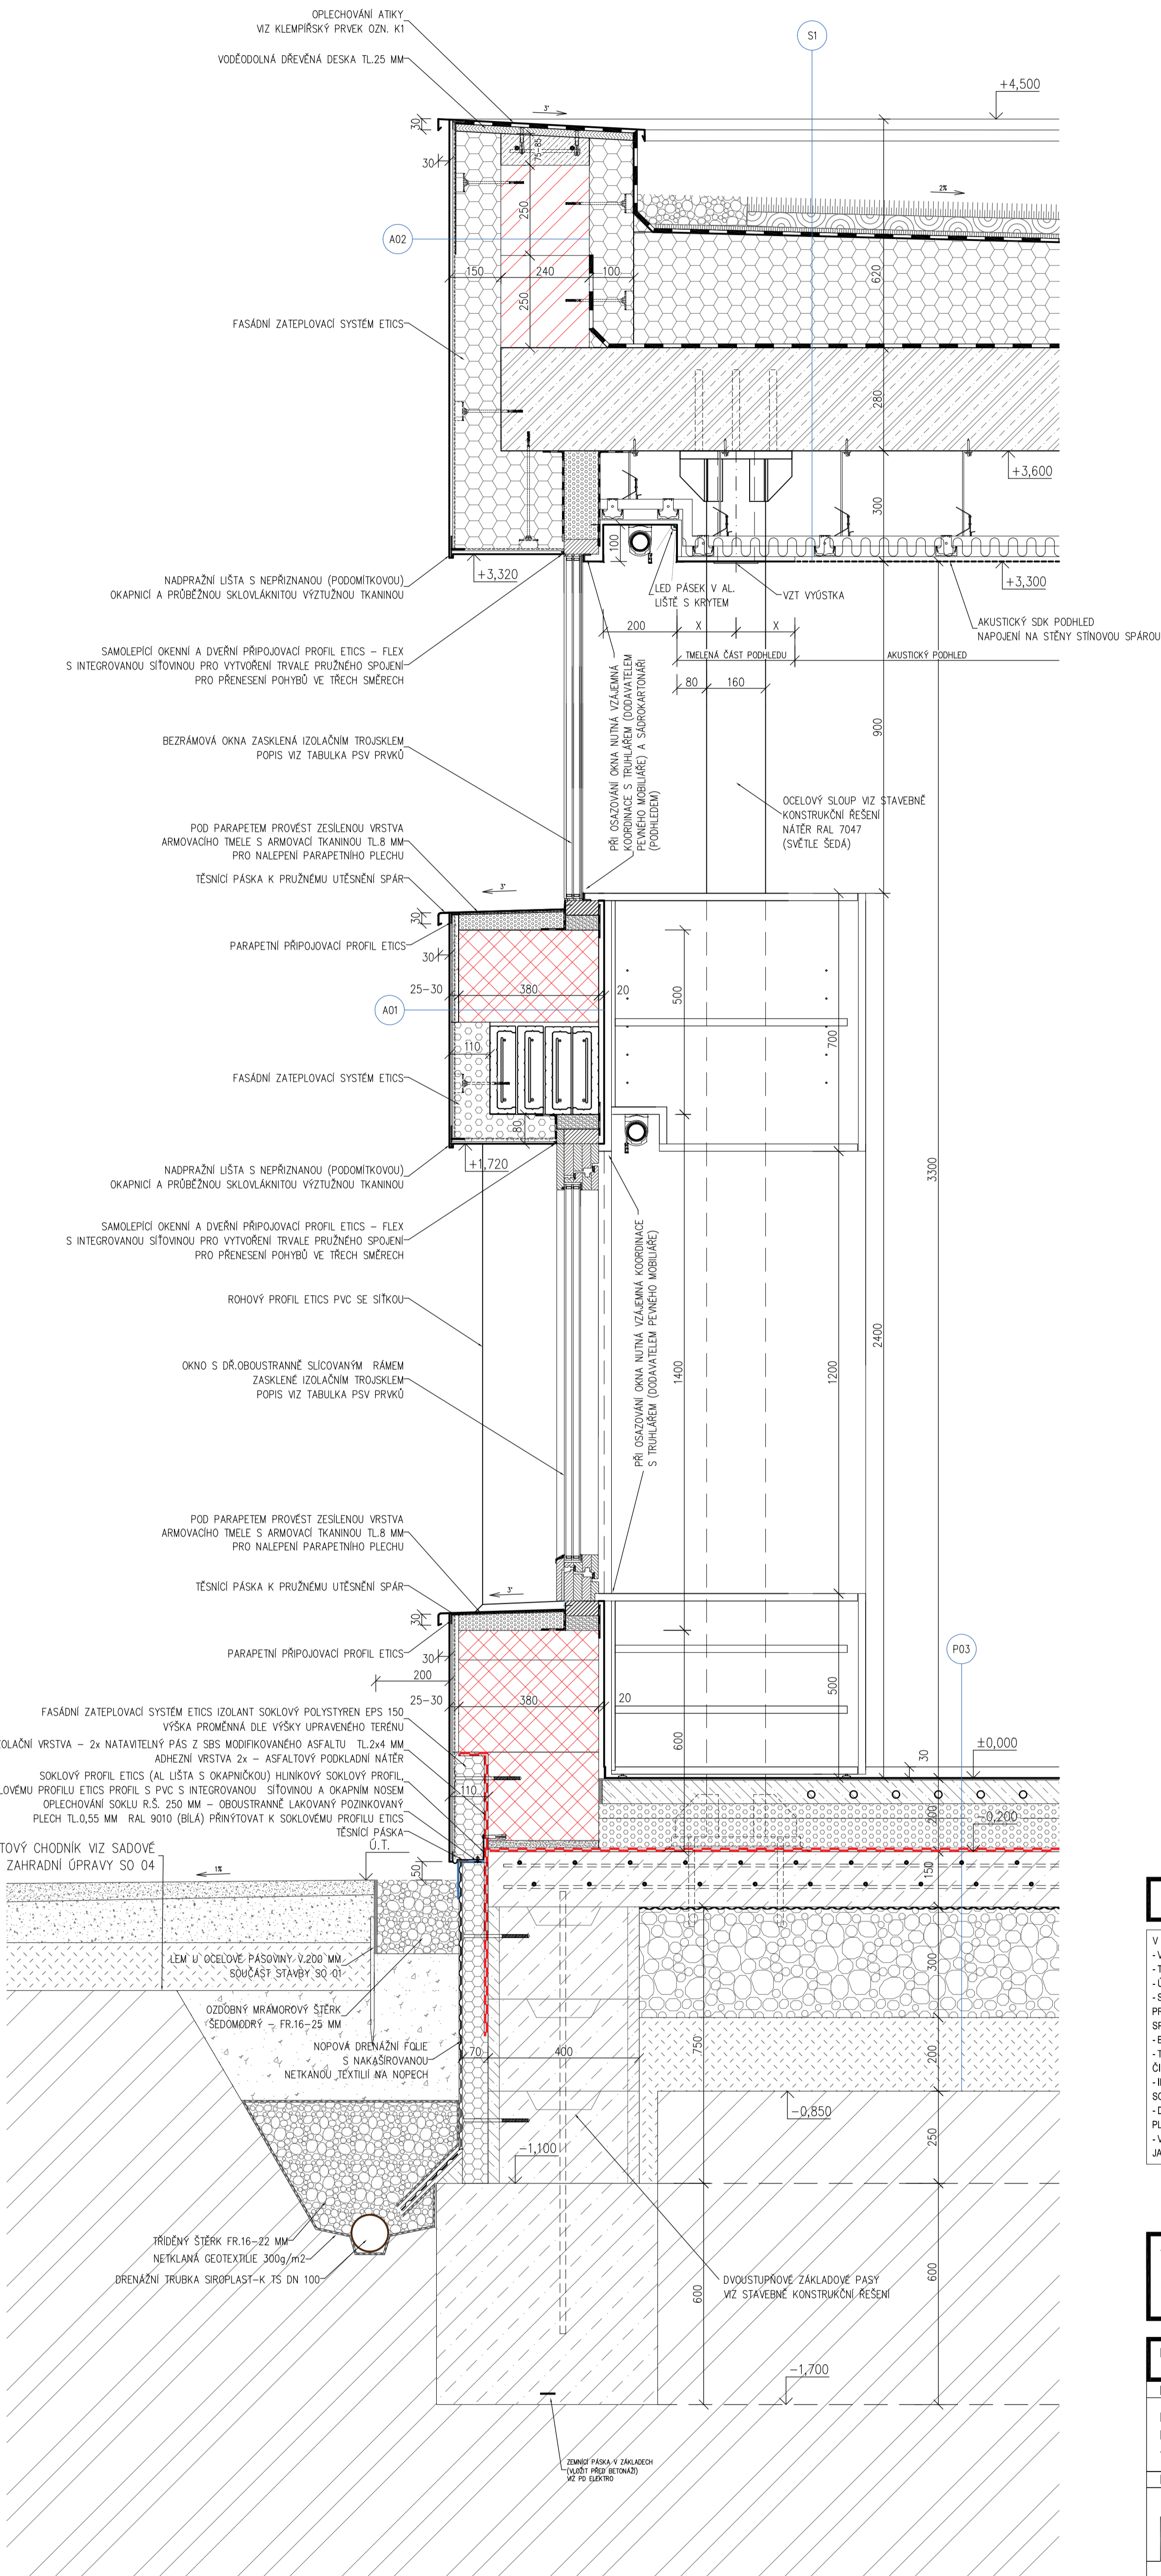 OPLECHOVÁNÍ ATIKY
VIZ KLEMPÍŘSKÝ PRVEK OZN. K1
VODĚODOLNÁ DŘEVĚNÁ DESKA TL.25 MM
S1
+4,500
3°
30
30
75-85
250
2%
A02
150
240
100
620
250
FASÁDNÍ ZATEPLOVACÍ SYSTÉM ETICS
280
+3,600
300
100
+3,320
+3,300
NADPRAŽNÍ LIŠTA S NEPŘIZNANOU (PODOMÍTKOVOU)
OKAPNICÍ A PRŮBĚŽNOU SKLOVLÁKNITOU VÝZTUŽNOU TKANINOU
LED PÁSEK V AL.
LIŠTĚ S KRYTEM
VZT VYÚSTKA
AKUSTICKÝ SDK PODHLED
NAPOJENÍ NA STĚNY STÍNOVOU SPÁROU
200
X
X
SAMOLEPÍCÍ OKENNÍ A DVEŘNÍ PŘIPOJOVACÍ PROFIL ETICS – FLEX
S INTEGROVANOU SÍŤOVINOU PRO VYTVOŘENÍ TRVALE PRUŽNÉHO SPOJENÍ
PRO PŘENESENÍ POHYBŮ VE TŘECH SMĚRECH
TMELENÁ ČÁST PODHLEDU
AKUSTICKÝ PODHLED
80
160
PŘI OSAZOVÁNÍ OKNA NUTNÁ VZÁJEMNÁ
KOORDINACE S TRUHLÁŘEM (DODAVATELEM
PEVNÉHO MOBILIÁŘE) A SÁDROKARTONÁŘI
(PODHLEDEM)
900
BEZRÁMOVÁ OKNA ZASKLENÁ IZOLAČNÍM TROJSKLEM
POPIS VIZ TABULKA PSV PRVKŮ
OCELOVÝ SLOUP VIZ STAVEBNĚ
KONSTRUKČNÍ ŘEŠENÍ
NÁTĚR RAL 7047
(SVĚTLE ŠEDÁ)
POD PARAPETEM PROVÉST ZESÍLENOU VRSTVA
ARMOVACÍHO TMELE S ARMOVACÍ TKANINOU TL.8 MM
PRO NALEPENÍ PARAPETNÍHO PLECHU
TĚSNÍCÍ PÁSKA K PRUŽNÉMU UTĚSNĚNÍ SPÁR
3°
30
PARAPETNÍ PŘIPOJOVACÍ PROFIL ETICS
30
25-30
380
20
500
A01
700
110
FASÁDNÍ ZATEPLOVACÍ SYSTÉM ETICS
80
+1,720
NADPRAŽNÍ LIŠTA S NEPŘIZNANOU (PODOMÍTKOVOU)
OKAPNICÍ A PRŮBĚŽNOU SKLOVLÁKNITOU VÝZTUŽNOU TKANINOU
3300
SAMOLEPÍCÍ OKENNÍ A DVEŘNÍ PŘIPOJOVACÍ PROFIL ETICS – FLEX
S INTEGROVANOU SÍŤOVINOU PRO VYTVOŘENÍ TRVALE PRUŽNÉHO SPOJENÍ
PRO PŘENESENÍ POHYBŮ VE TŘECH SMĚRECH
PŘI OSAZOVÁNÍ OKNA NUTNÁ VZÁJEMNÁ KOORDINACE
S TRUHLÁŘEM (DODAVATELEM PEVNÉHO MOBILIÁŘE)
ROHOVÝ PROFIL ETICS PVC SE SÍŤKOU
2400
OKNO S DŘ.OBOUSTRANNĚ SLÍCOVANÝM RÁMEM
ZASKLENÉ IZOLAČNÍM TROJSKLEM
POPIS VIZ TABULKA PSV PRVKŮ
1400
1200
POD PARAPETEM PROVÉST ZESÍLENOU VRSTVA
ARMOVACÍHO TMELE S ARMOVACÍ TKANINOU TL.8 MM
PRO NALEPENÍ PARAPETNÍHO PLECHU
TĚSNÍCÍ PÁSKA K PRUŽNÉMU UTĚSNĚNÍ SPÁR
3°
30
PARAPETNÍ PŘIPOJOVACÍ PROFIL ETICS
30
P03
200
25-30
380
20
500
FASÁDNÍ ZATEPLOVACÍ SYSTÉM ETICS IZOLANT SOKLOVÝ POLYSTYREN EPS 150
VÝŠKA PROMĚNNÁ DLE VÝŠKY UPRAVENÉHO TERÉNU
600
30
±0,000
OLAČNÍ VRSTVA – 2x NATAVITELNÝ PÁS Z SBS MODIFIKOVANÉHO ASFALTU TL.2x4 MM
ADHEZNÍ VRSTVA 2x – ASFALTOVÝ PODKLADNÍ NÁTĚR
SOKLOVÝ PROFIL ETICS (AL LIŠTA S OKAPNIČKOU) HLINÍKOVÝ SOKLOVÝ PROFIL,
LOVÉMU PROFILU ETICS PROFIL S PVC S INTEGROVANOU SÍŤOVINOU A OKAPNÍM NOSEM
110
OPLECHOVÁNÍ SOKLU R.Š. 250 MM – OBOUSTRANNĚ LAKOVANÝ POZINKOVANÝ
PLECH TL.0,55 MM RAL 9010 (BÍLÁ) PŘINÝTOVAT K SOKLOVÉMU PROFILU ETICS
TĚSNÍCÍ PÁSKA
200
-0,200
TOVÝ CHODNÍK VIZ SADOVÉ
ZAHRADNÍ ÚPRAVY SO 04
Ú.T.
1%
50
150
LEM U OCELOVÉ PÁSOVINY V.200 MM
SOUČÁST STAVBY SO 01
300
OZDOBNÝ MRAMOROVÝ ŠTĚRK
ŠEDOMODRÝ – FR.16-25 MM
NOPOVÁ DRENÁŽNÍ FOLIE
S NAKAŠÍROVANOU
NETKANOU TEXTILIÍ NA NOPECH
70
400
750
200
-0,850
250
-1,100
TŘÍDĚNÝ ŠTĚRK FR.16-22 MM
NETKLANÁ GEOTEXTILIE 300g/m2
DRENÁŽNÍ TRUBKA SIROPLAST-K TS DN 100
DVOUSTUPŇOVÉ ZÁKLADOVÉ PASY
VIZ STAVEBNĚ KONSTRUKČNÍ ŘEŠENÍ
600
600
-1,700
ZEMNÍCÍ PÁSKA V ZÁKLADECH
(VLOŽIT PŘED BETONÁŽÍ)
VIZ PD ELEKTRO